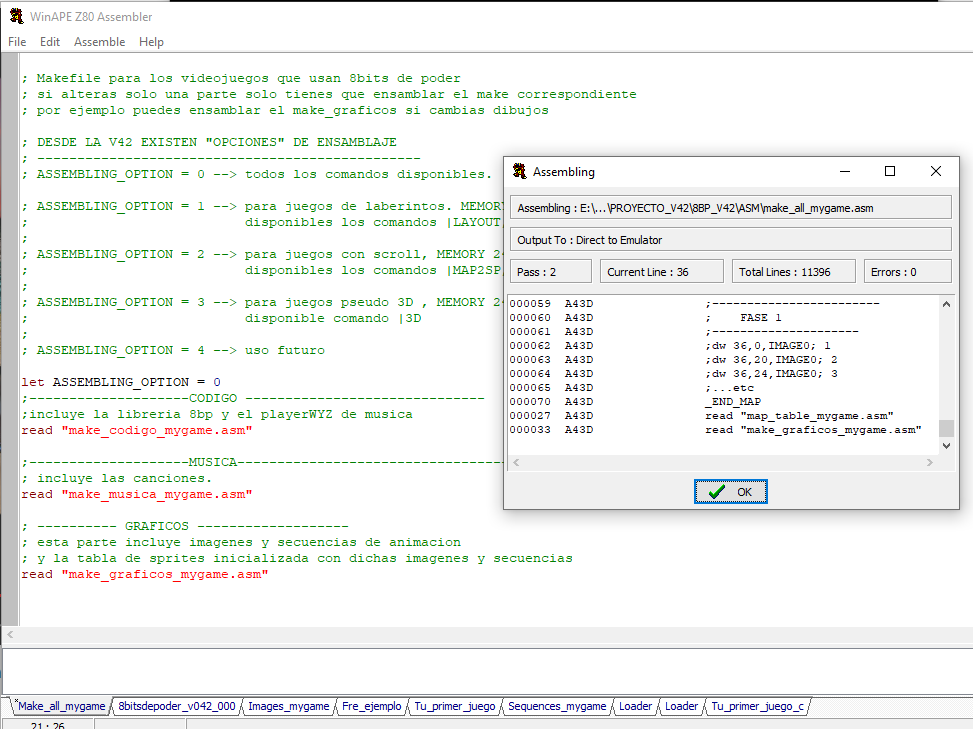 WinAPE Z80 Assembler
File Edit Assemble Help
; Makefile para los videojuegos que usan 8bits de poder
; si alteras solo una parte solo tienes que ensamblar el make correspondiente
; por ejemplo puedes ensamblar el make_graficos si cambias dibujos
; DESDE LA V42 EXISTEN "OPCIONES" DE ENSAMBLAJE
; ------------------------------------------------
; ASSEMBLING_OPTION = 0 --> todos los comandos disponibles.
; ASSEMBLING_OPTION = 1 --> para juegos de laberintos. MEMORY
; disponibles los comandos |LAYOUT
;
; ASSEMBLING_OPTION = 2 --> para juegos con scroll, MEMORY 2
; disponibles los comandos |MAP2SP
;
; ASSEMBLING_OPTION = 3 --> para juegos pseudo 3D , MEMORY 2
; disponible comando |3D
;
; ASSEMBLING_OPTION = 4 --> uso futuro
let ASSEMBLING_OPTION = 0
;--------------------CODIGO ---------------------------
;incluye la libreria 8bp y el playerWYZ de musica
read "make_codigo_mygame.asm"
;--------------------MUSICA----------------------------------
; incluye las canciones.
read "make_musica_mygame.asm"
; ---------- GRAFICOS -------------------
; esta parte incluye imagenes y secuencias de animacion
; y la tabla de sprites inicializada con dichas imagenes y secuencias
read "make_graficos_mygame.asm"
Assembling
Assembling : E:\...\PROYECTO_V42\8BP_V42\ASM\make_all_mygame.asm
Output To : Direct to Emulator
Pass : 2 Current Line : 36 Total Lines : 11396 Errors : 0
000059 A43D ;------------------------
000060 A43D ; FASE 1
000061 A43D ;---------------------
000062 A43D ;dw 36,0,IMAGE0; 1
000063 A43D ;dw 36,20,IMAGE0; 2
000064 A43D ;dw 36,24,IMAGE0; 3
000065 A43D ;...etc
000070 A43D _END_MAP
000027 A43D read "map_table_mygame.asm"
000033 A43D read "make_graficos_mygame.asm"
OK
*Make_all_mygame 8bitsdepoder_v042_000 Images_mygame Fre_ejemplo Tu_primer_juego Sequences_mygame Loader Loader Tu_primer_juego_c
21 : 26